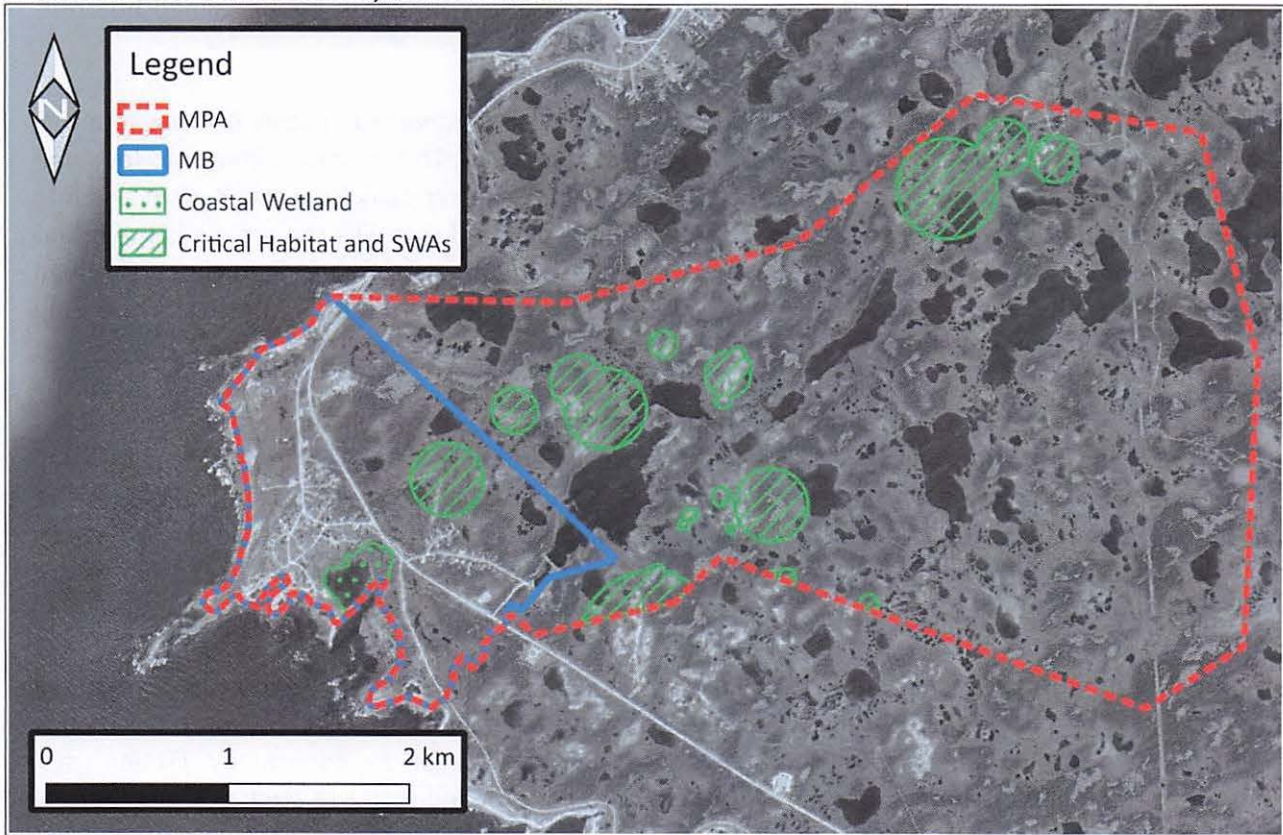 N
Legend
MPA
MB
Coastal Wetland
Critical Habitat and SWAs
0 1 2 km